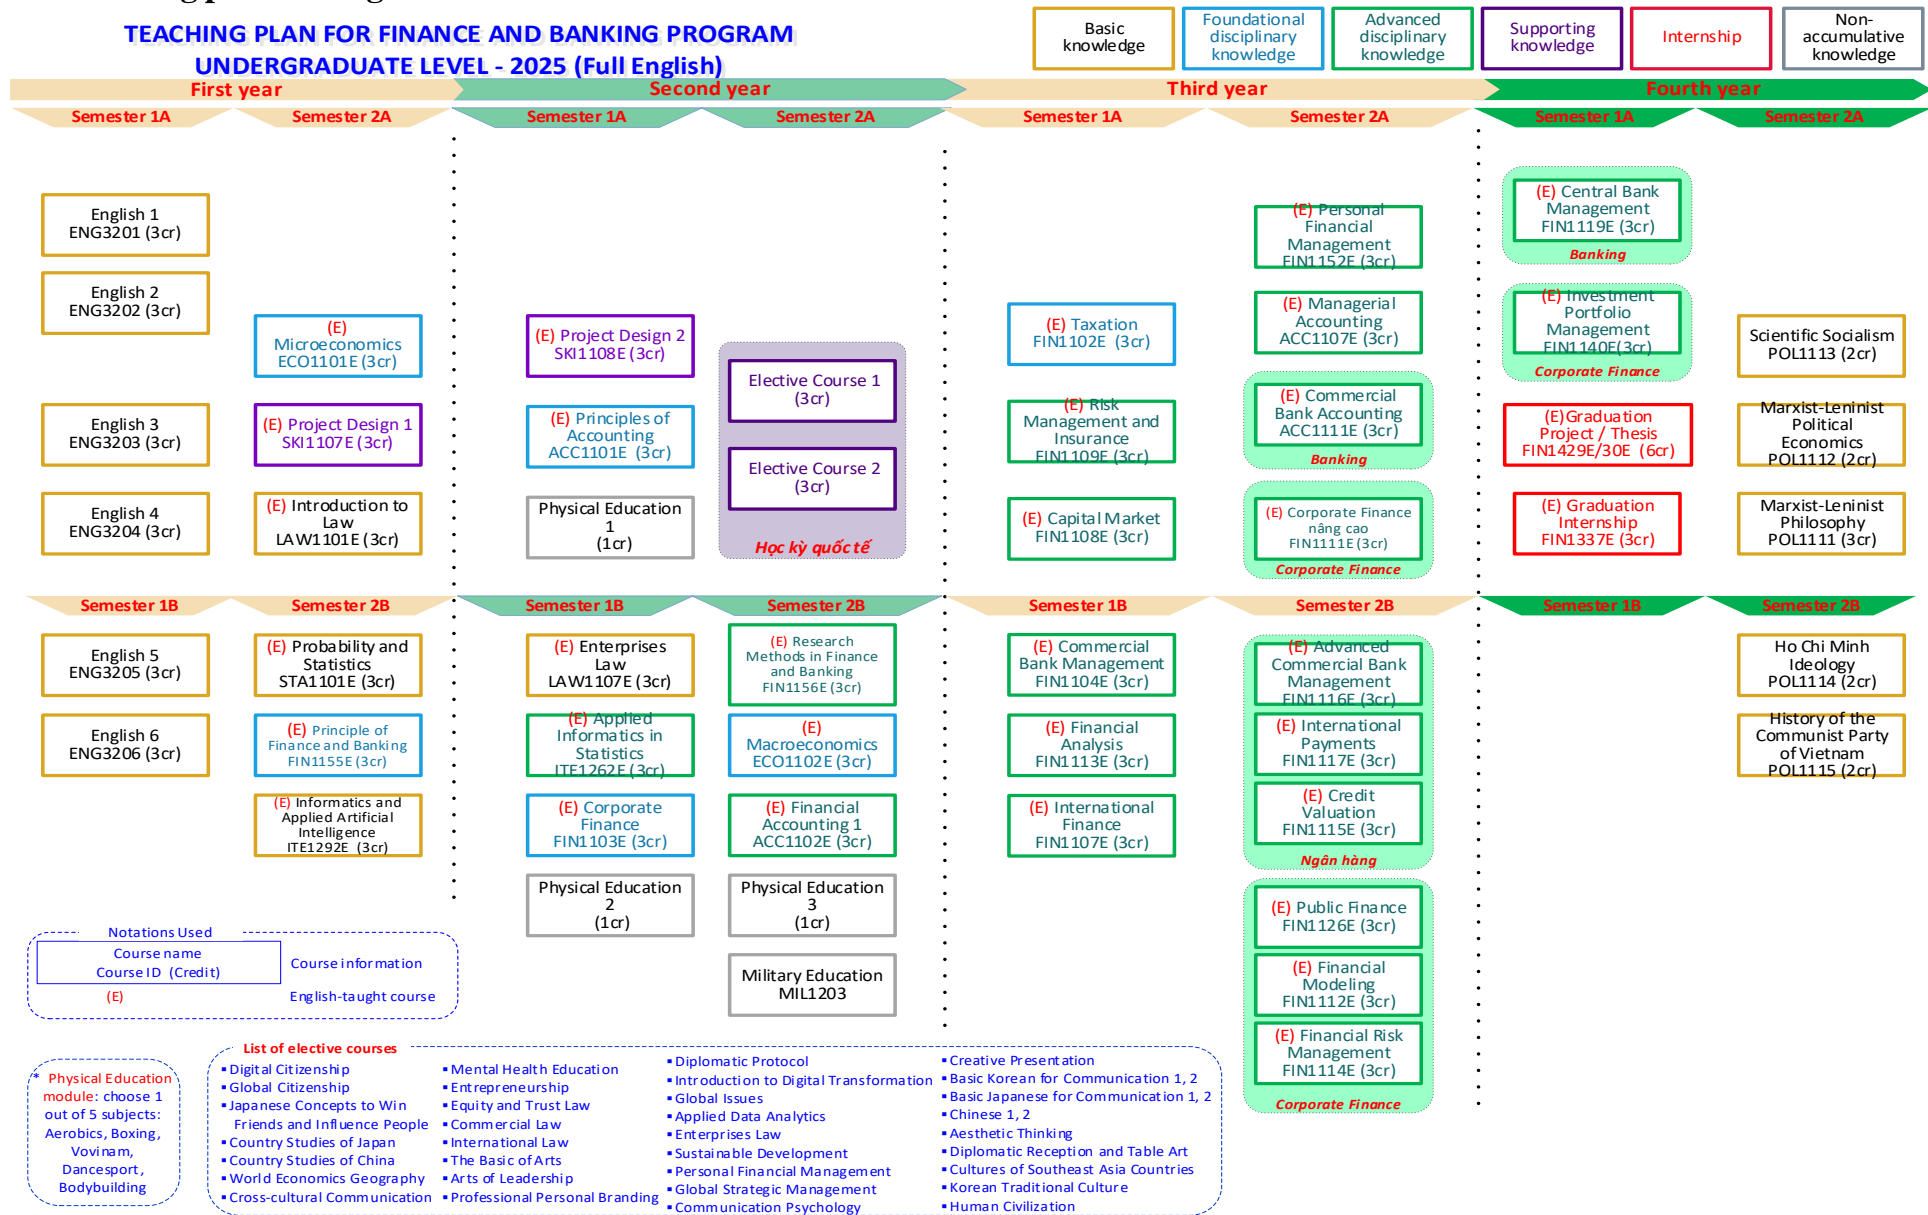 TEACHING PLAN FOR FINANCE AND BANKING PROGRAM
UNDERGRADUATE LEVEL - 2025 (Full English)
Basic
knowledge
Foundational
disciplinary
knowledge
Advanced
disciplinary
knowledge
Supporting
knowledge
Internship
Non-
accumulative
knowledge
First year
Second year
Third year
Fourth year
Semester 1A
Semester 2A
Semester 1A
Semester 2A
Semester 1A
Semester 2A
Semester 1A
Semester 2A
English 1
ENG3201 (3cr)
English 2
ENG3202 (3cr)
English 3
ENG3203 (3cr)
English 4
ENG3204 (3cr)
(E)
Microeconomics
ECO1101E (3cr)
(E) Project Design 1
SKI1107E (3cr)
(E) Introduction to
Law
LAW1101E (3cr)
(E) Project Design 2
SKI1108E (3cr)
(E) Principles of
Accounting
ACC1101E (3cr)
Physical Education
1
(1cr)
Elective Course 1
(3cr)
Elective Course 2
(3cr)
Học kỳ quốc tế
(E) Taxation
FIN1102E (3cr)
(E) Risk
Management and
Insurance
FIN1109E (3cr)
(E) Capital Market
FIN1108E (3cr)
(E) Personal
Financial
Management
FIN1152E (3cr)
(E) Managerial
Accounting
ACC1107E (3cr)
(E) Commercial
Bank Accounting
ACC1111E (3cr)
Banking
(E) Corporate Finance
nâng cao
FIN1111E (3cr)
Corporate Finance
(E) Central Bank
Management
FIN1119E (3cr)
Banking
(E) Investment
Portfolio
Management
FIN1140E(3cr)
Corporate Finance
(E)Graduation
Project / Thesis
FIN1429E/30E (6cr)
(E) Graduation
Internship
FIN1337E (3cr)
Scientific Socialism
POL1113 (2cr)
Marxist-Leninist
Political
Economics
POL1112 (2cr)
Marxist-Leninist
Philosophy
POL1111 (3cr)
Semester 1B
Semester 2B
Semester 1B
Semester 2B
Semester 1B
Semester 2B
Semester 1B
Semester 2B
English 5
ENG3205 (3cr)
English 6
ENG3206 (3cr)
(E) Probability and
Statistics
STA1101E (3cr)
(E) Principle of
Finance and Banking
FIN1155E (3cr)
(E) Informatics and
Applied Artificial
Intelligence
ITE1292E (3cr)
(E) Enterprises
Law
LAW1107E (3cr)
(E) Applied
Informatics in
Statistics
ITE1262E (3cr)
(E) Corporate
Finance
FIN1103E (3cr)
Physical Education
2
(1cr)
(E) Research
Methods in Finance
and Banking
FIN1156E (3cr)
(E)
Macroeconomics
ECO1102E (3cr)
(E) Financial
Accounting 1
ACC1102E (3cr)
Physical Education
3
(1cr)
Military Education
MIL1203
(E) Commercial
Bank Management
FIN1104E (3cr)
(E) Financial
Analysis
FIN1113E (3cr)
(E) International
Finance
FIN1107E (3cr)
(E) Advanced
Commercial Bank
Management
FIN1116E (3cr)
(E) International
Payments
FIN1117E (3cr)
(E) Credit
Valuation
FIN1115E (3cr)
Ngân hàng
(E) Public Finance
FIN1126E (3cr)
(E) Financial
Modeling
FIN1112E (3cr)
(E) Financial Risk
Management
FIN1114E (3cr)
Corporate Finance
Ho Chi Minh
Ideology
POL1114 (2cr)
History of the
Communist Party
of Vietnam
POL1115 (2cr)
Notations Used
Course name
Course ID (Credit)
Course information
(E)
English-taught course
* Physical Education
module: choose 1
out of 5 subjects:
Aerobics, Boxing,
Vovinam,
Dancesport,
Bodybuilding
List of elective courses
▪ Digital Citizenship
▪ Global Citizenship
▪ Japanese Concepts to Win
Friends and Influence People
▪ Country Studies of Japan
▪ Country Studies of China
▪ World Economics Geography
▪ Cross-cultural Communication
▪ Mental Health Education
▪ Entrepreneurship
▪ Equity and Trust Law
▪ Commercial Law
▪ International Law
▪ The Basic of Arts
▪ Arts of Leadership
▪ Professional Personal Branding
▪ Diplomatic Protocol
▪ Introduction to Digital Transformation
▪ Global Issues
▪ Applied Data Analytics
▪ Enterprises Law
▪ Sustainable Development
▪ Personal Financial Management
▪ Global Strategic Management
▪ Communication Psychology
▪ Creative Presentation
▪ Basic Korean for Communication 1, 2
▪ Basic Japanese for Communication 1, 2
▪ Chinese 1, 2
▪ Aesthetic Thinking
▪ Diplomatic Reception and Table Art
▪ Cultures of Southeast Asia Countries
▪ Korean Traditional Culture
▪ Human Civilization